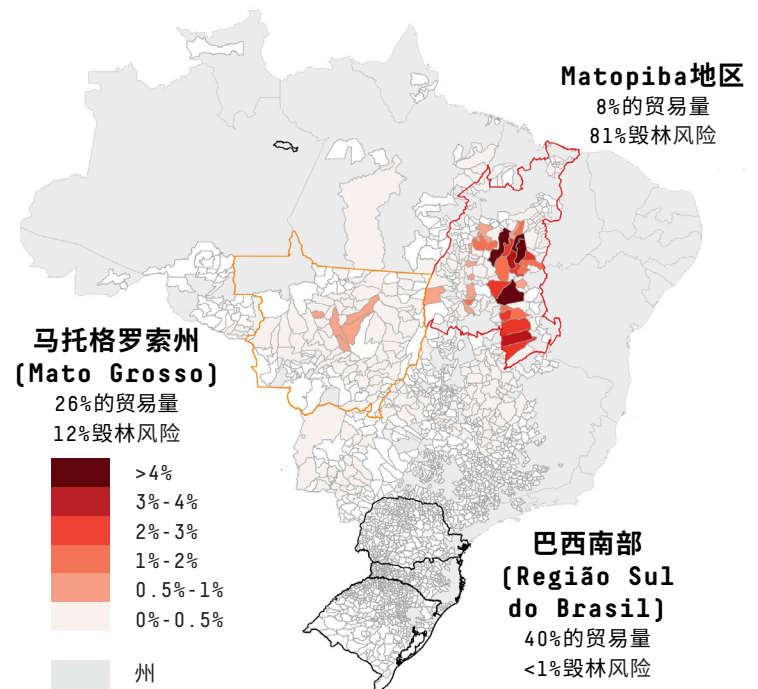 Matopiba地区
8%的贸易量
81%毁林风险
马托格罗索州
(Mato Grosso)
26%的贸易量
12%毁林风险
>4%
3%-4%
2%-3%
1%-2%
0.5%-1%
0%-0.5%
州
巴西南部
(Região Sul
do Brasil)
40%的贸易量
<1%毁林风险